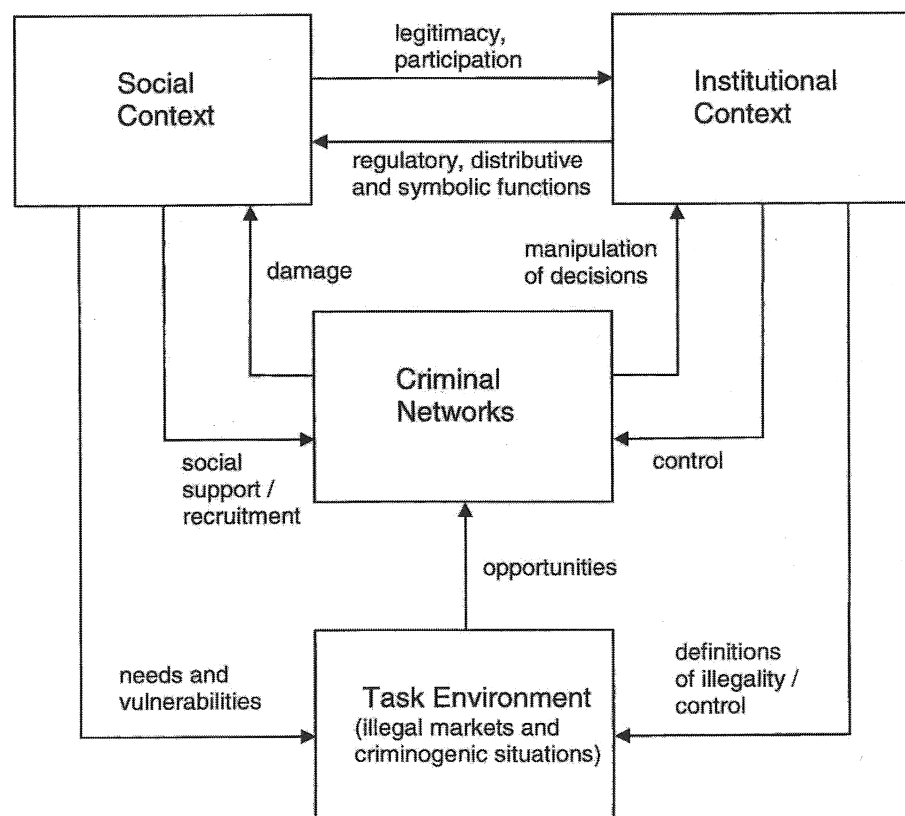 legitimacy,
participation
Social
Context
Institutional
Context
regulatory, distributive
and symbolic functions
damage
manipulation
of decisions
Criminal
Networks
social
support /
recruitment
control
opportunities
needs and
vulnerabilities
definitions
of illegality /
control
Task Environment
(illegal markets and
criminogenic situations)